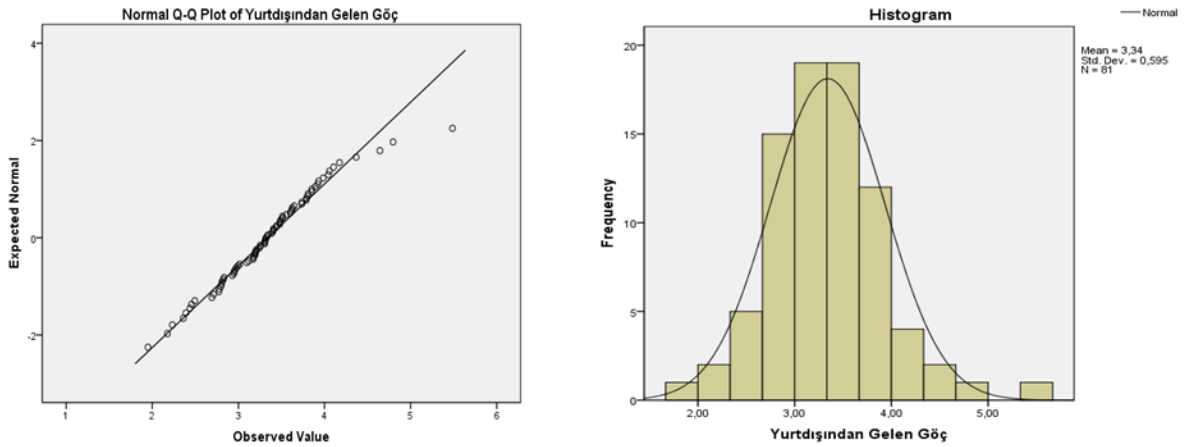 Normal Q-Q Plot of Yurtdışından Gelen Göç
Expected Normal
4
2
0
-2
1 2 3 4 5 6
Observed Value
Histogram
Normal
Mean = 3,34
Std. Dev. = 0,595
N = 81
Frequency
20
15
10
5
0
2,00 3,00 4,00 5,00
Yurtdışından Gelen Göç